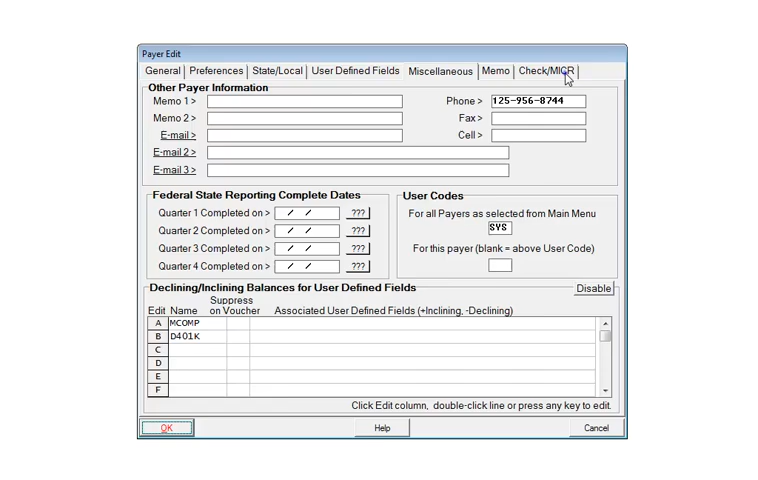 Payer Edit
General Preferences State/Local User Defined Fields Miscellaneous Memo Check/MICR
Other Payer Information
Memo 1 > Phone > 125-956-8744
Memo 2 > Fax >
E-mail > Cell >
E-mail 2 >
E-mail 3 >
Federal State Reporting Complete Dates User Codes
Quarter 1 Completed on > / / ??? For all Payers as selected from Main Menu
SYS
Quarter 2 Completed on > / / ???
Quarter 3 Completed on > / / ??? For this payer (blank = above User Code)
Quarter 4 Completed on > / / ???
Declining/Inclining Balances for User Defined Fields Disable
Suppress
Edit Name on Voucher Associated User Defined Fields (+Inclining, -Declining)
A MCOMP
B D401K
C
D
E
F
Click Edit column, double-click line or press any key to edit.
OK Help Cancel